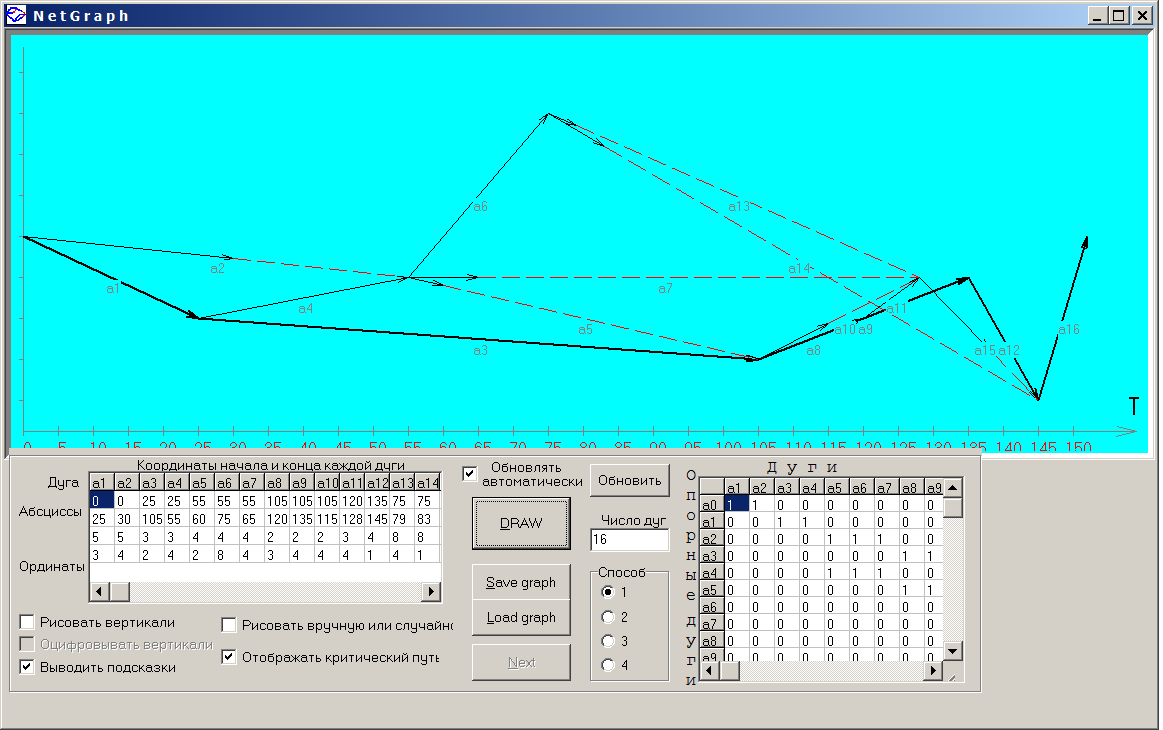 NetGraph
a6
a13
a2
a14
a1
a7
a4
a11
a5
a10 a9
a16
a3
a8
a15 a12
T
0 5 10 15 20 25 30 35 40 45 50 55 60 65 70 75 80 85 90 95 100 105 110 115 120 125 130 135 140 145 150
Координаты начала и конца каждой дуги
Дуга
a1 a2 a3 a4 a5 a6 a7 a8 a9 a10 a11 a12 a13 a14
Абсциссы
0 0 25 25 55 55 55 105 105 105 120 135 75 75
25 30 105 55 60 75 65 120 135 115 128 145 79 83
Ординаты
5 5 3 3 4 4 4 2 2 2 3 4 8 8
3 4 2 4 2 8 4 3 4 3 4 1 4 1
Рисовать вертикали
Оцифровывать вертикали
Выводить подсказки
Рисовать вручную или случайно
Отображать критический путь
Обновлять
автоматически
DRAW
Save graph
Load graph
Next
Обновить
Число дуг
16
Способ
1
2
3
4
Опорные дуги
Дуги
a1 a2 a3 a4 a5 a6 a7 a8 a9
a0 1 1 0 0 0 0 0 0 0
a1 0 0 1 1 0 0 0 0 0
a2 0 0 0 0 1 1 1 0 0
a3 0 0 0 0 0 0 0 1 1
a4 0 0 0 0 1 1 1 0 0
a5 0 0 0 0 0 0 0 1 1
a6 0 0 0 0 0 0 0 0 0
a7 0 0 0 0 0 0 0 0 0
a8 0 0 0 0 0 0 0 0 0
a9 0 0 0 0 0 0 0 0 0